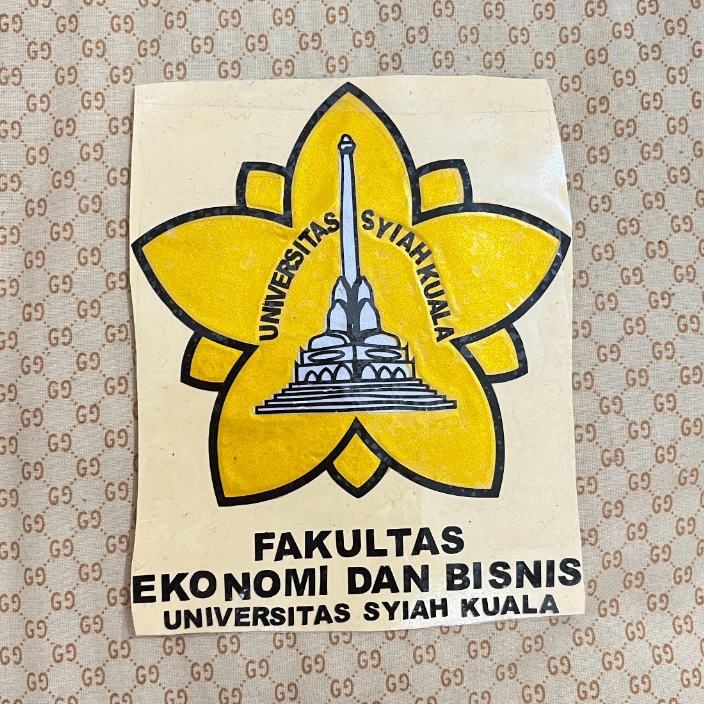 UNIVERSITAS SYIAH KUALA
FAKULTAS
EKONOMI DAN BISNIS
UNIVERSITAS SYIAH KUALA